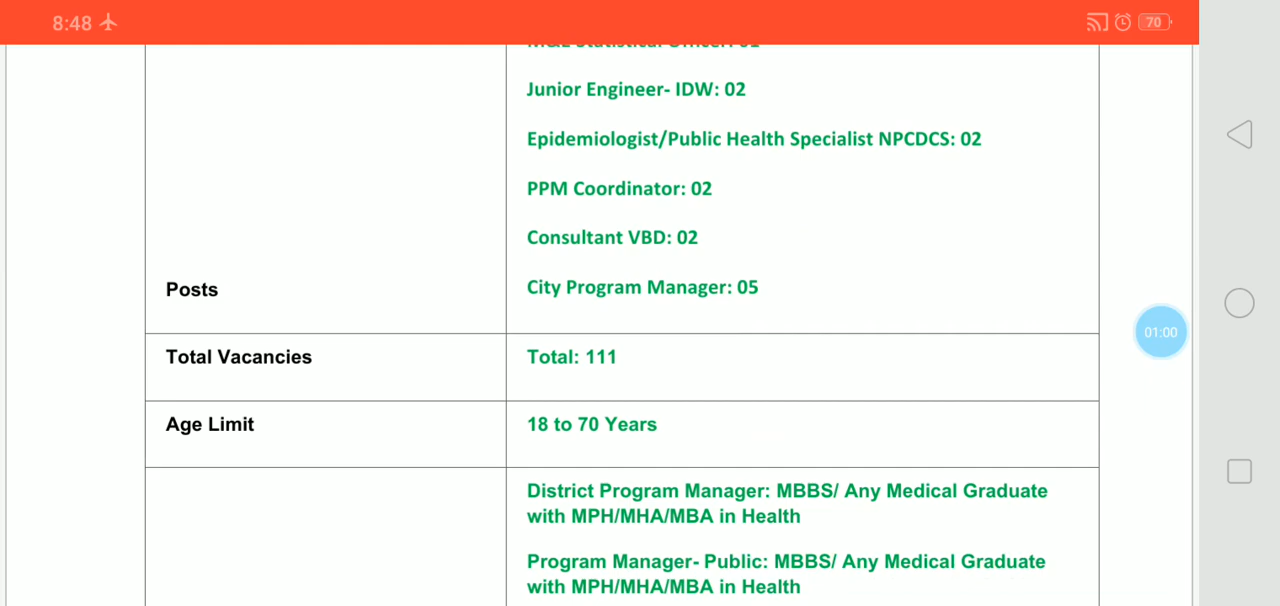 8:48
70
Junior Engineer- IDW: 02
Epidemiologist/Public Health Specialist NPCDCS: 02
PPM Coordinator: 02
Consultant VBD: 02
Posts
City Program Manager: 05
01:00
Total Vacancies
Total: 111
Age Limit
18 to 70 Years
District Program Manager: MBBS/ Any Medical Graduate
with MPH/MHA/MBA in Health
Program Manager- Public: MBBS/ Any Medical Graduate
with MPH/MHA/MBA in Health